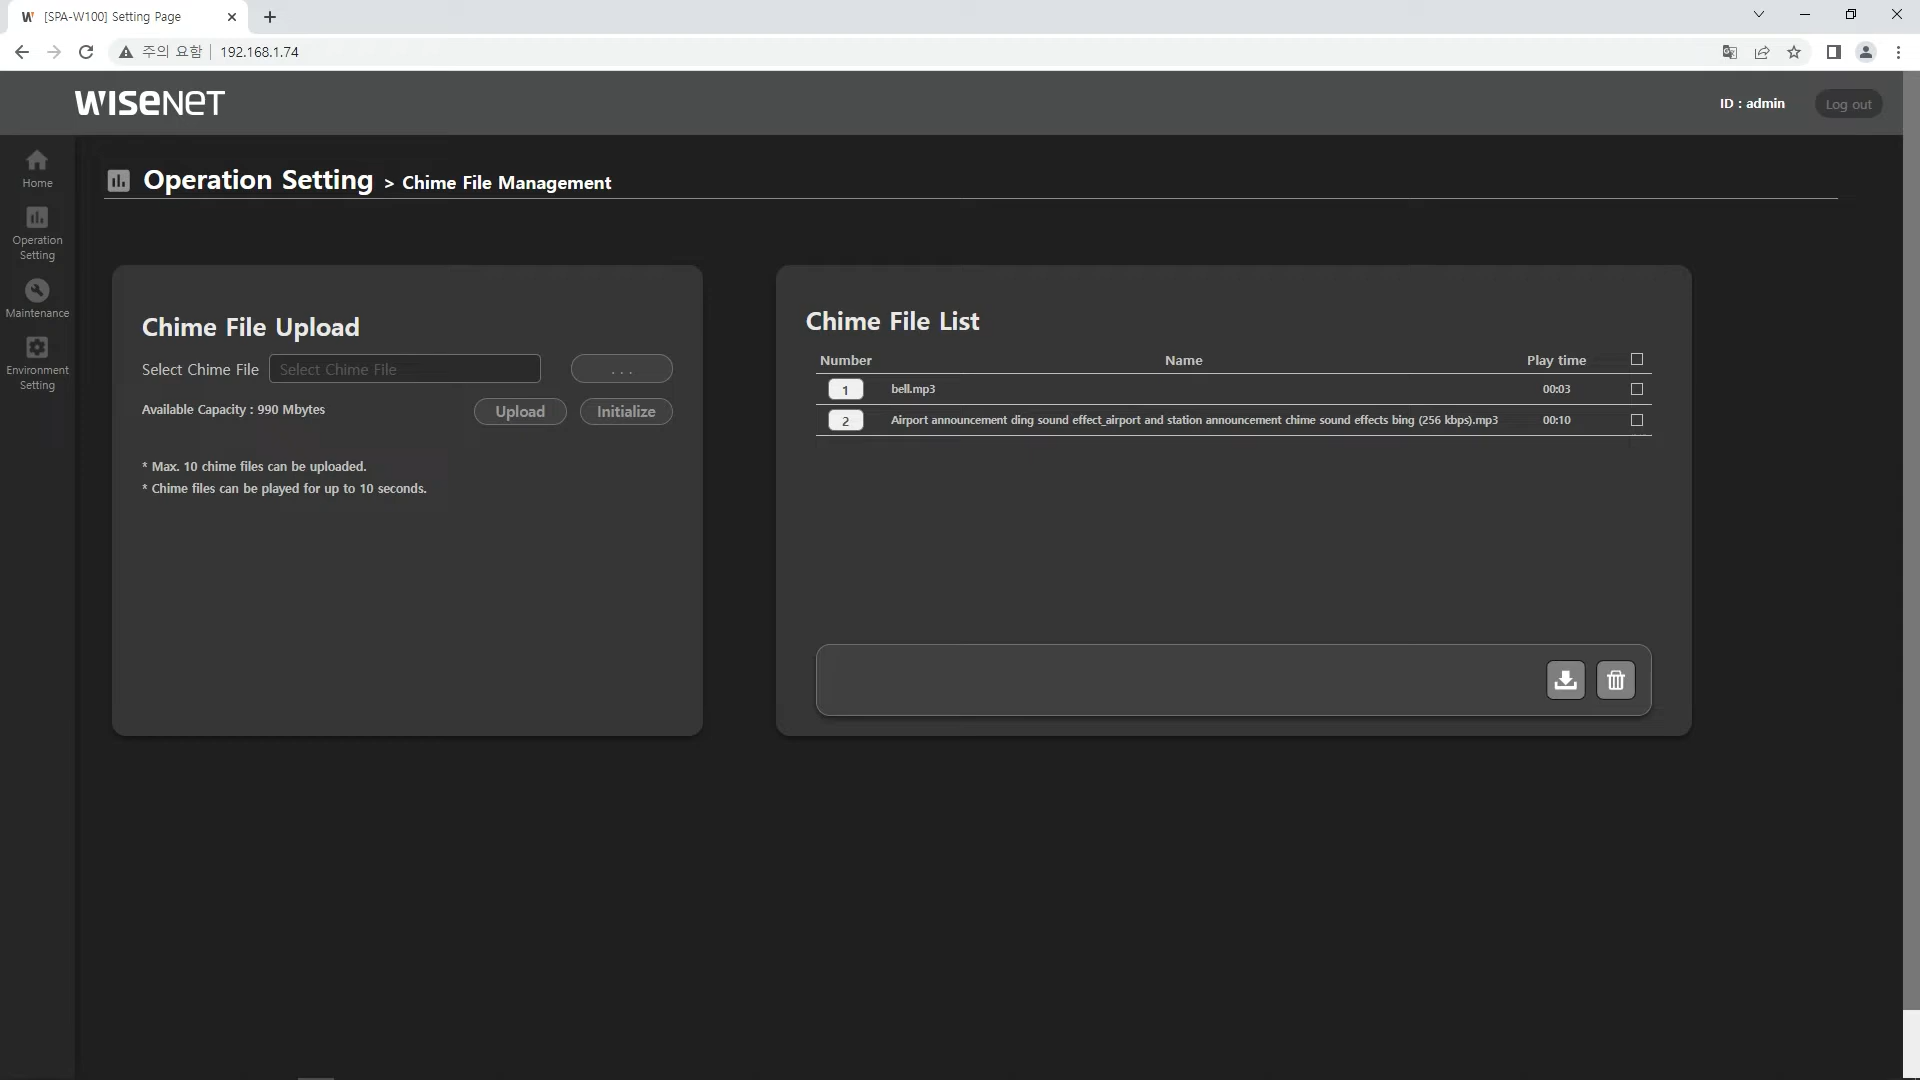 [SPA-W100] Setting Page
주의 요함 192.168.1.74
WISENET
ID : admin
Log out
Home
Operation Setting > Chime File Management
Operation
Setting
Maintenance
Environment
Setting
Chime File Upload
Select Chime File Select Chime File ...
Available Capacity : 990 Mbytes
Upload Initialize
* Max. 10 chime files can be uploaded.
* Chime files can be played for up to 10 seconds.
Chime File List
Number Name Play time
1 bell.mp3 00:03
2 Airport announcement ding sound effect_airport and station announcement chime sound effects bing (256 kbps).mp3 00:10